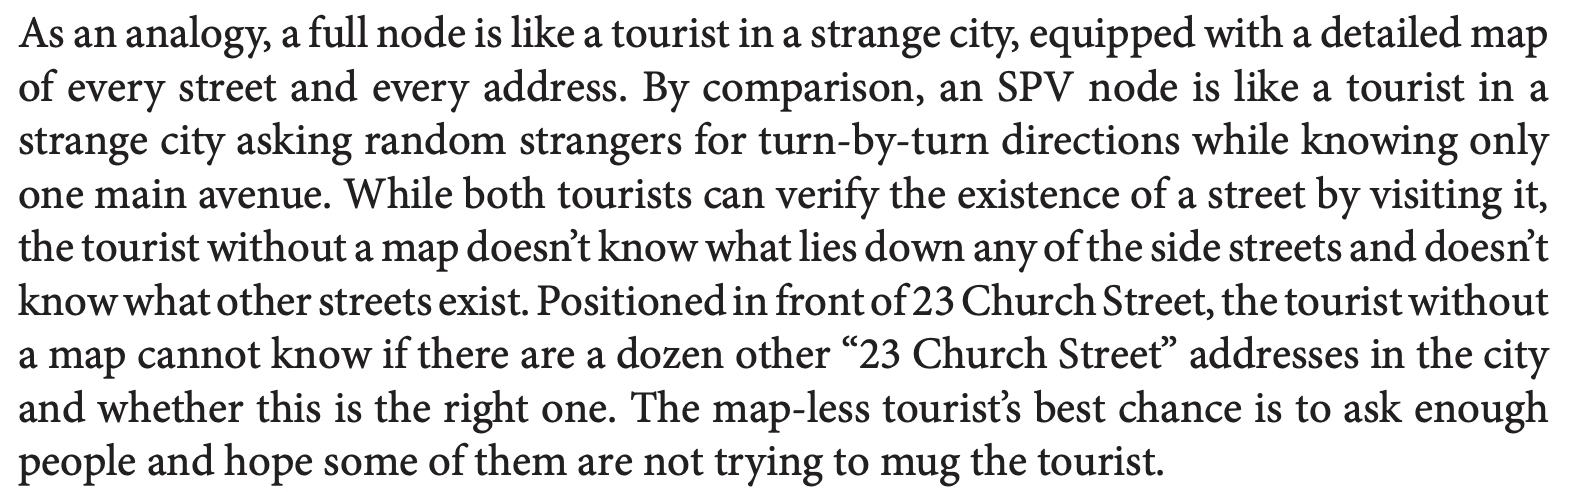 As an analogy, a full node is like a tourist in a strange city, equipped with a detailed map
of every street and every address. By comparison, an SPV node is like a tourist in a
strange city asking random strangers for turn-by-turn directions while knowing only
one main avenue. While both tourists can verify the existence of a street by visiting it,
the tourist without a map doesn’t know what lies down any of the side streets and doesn’t
know what other streets exist. Positioned in front of 23 Church Street, the tourist without
a map cannot know if there are a dozen other “23 Church Street” addresses in the city
and whether this is the right one. The map-less tourist’s best chance is to ask enough
people and hope some of them are not trying to mug the tourist.